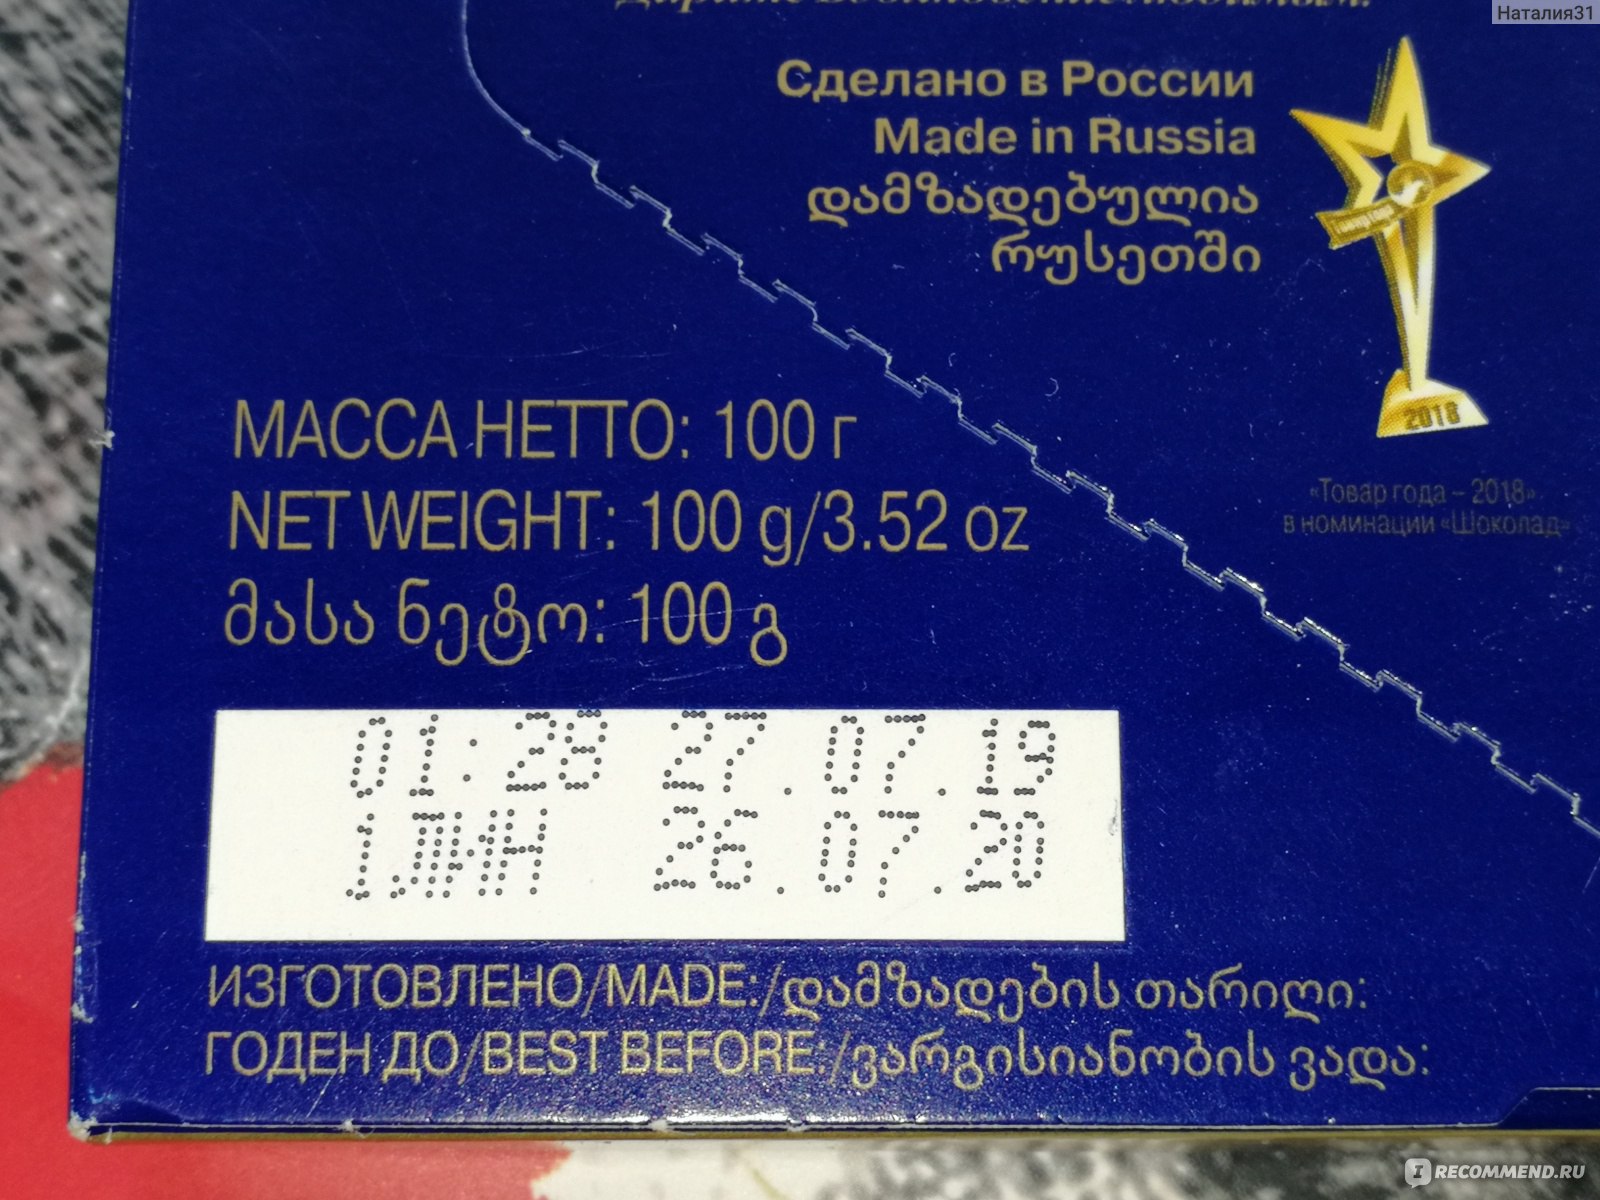 Наталия31
Сделано в России
Made in Russia
დამზადებულია
რუსეთში
2018
«Товар года – 2018»
в номинации «Шоколад»
МАССА НЕТТО: 100 г
NET WEIGHT: 100 g/3.52 oz
მასა ნეტო: 100 გ
01:28 27.07.19
1ЛИН 26.07.20
ИЗГОТОВЛЕНО/MADE:/დამზადების თარიღი:
ГОДЕН ДО/BEST BEFORE:/ვარგისიანობის ვადა:
IRECOMMEND.RU